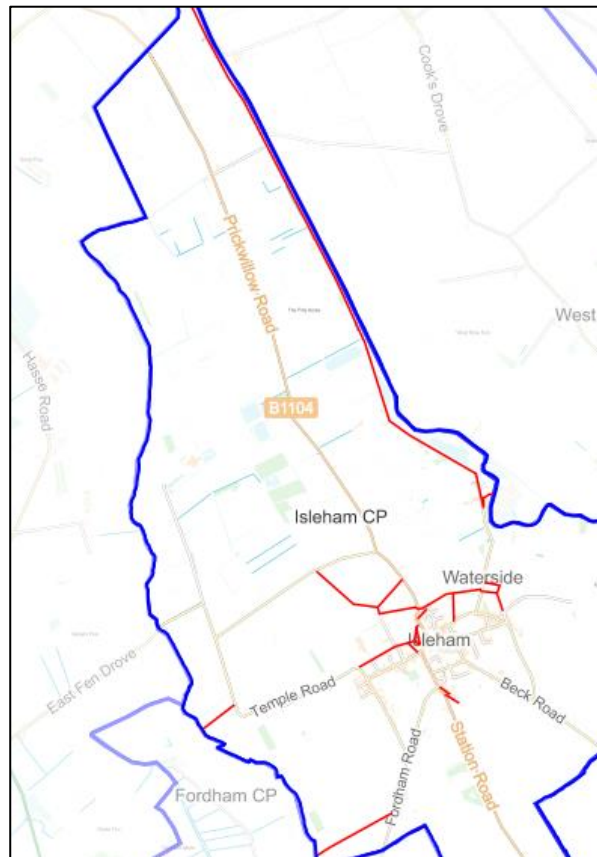 Cook's Drove
Prickwillow Road
West
Hasse Road
B1104
Isleham CP
Waterside
Isleham
East Fen Drove
Temple Road
Beck Road
Station Road
Fordham Road
Fordham CP